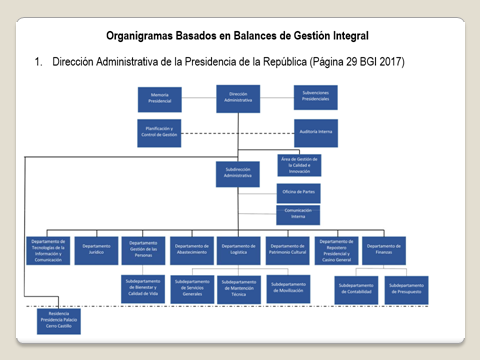 Organigramas Basados en Balances de Gestión Integral
1. Dirección Administrativa de la Presidencia de la República (Página 29 BGI 2017)
Memoria
Presidencial
Dirección
Administrativa
Subvenciones
Presidenciales
Planificación y
Control de Gestión
Auditoría Interna
Subdirección
Administrativa
Área de Gestión de
la Calidad e
Innovación
Oficina de Partes
Comunicación
Interna
Departamento de
Tecnologías de la
Información y
Comunicación
Departamento
Jurídico
Departamento
Gestión de las
Personas
Departamento de
Abastecimiento
Departamento de
Logística
Departamento de
Patrimonio Cultural
Departamento de
Repostero
Presidencial y
Casino General
Departamento de
Finanzas
Subdepartamento
de Bienestar y
Calidad de Vida
Subdepartamento
de Servicios
Generales
Subdepartamento
de Mantención
Técnica
Subdepartamento
de Movilización
Subdepartamento
de Contabilidad
Subdepartamento
de Presupuesto
Residencia
Presidencia Palacio
Cerro Castillo